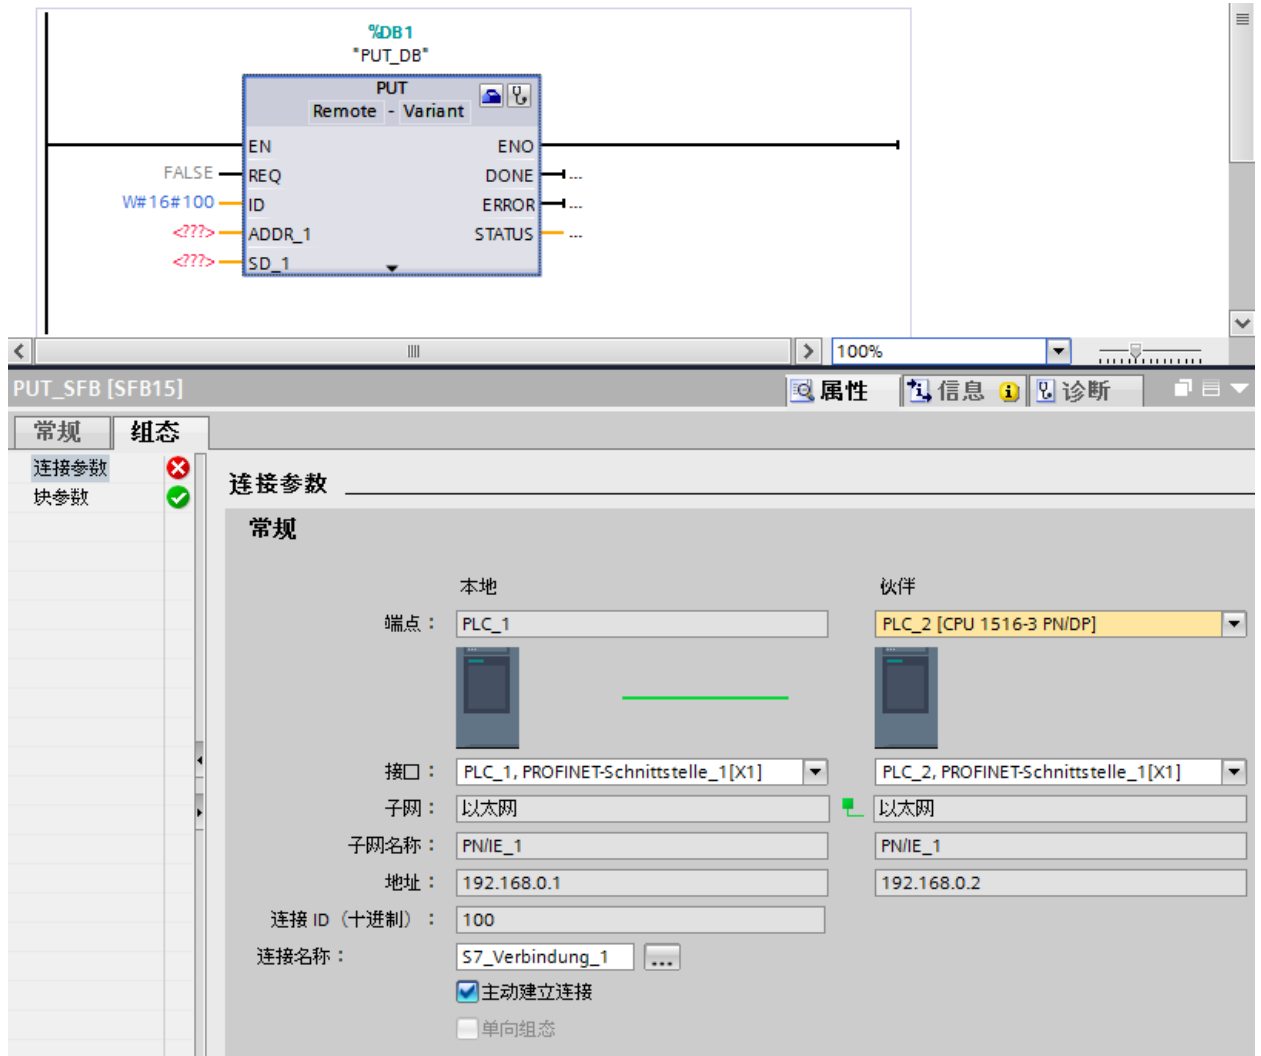 %DB1
"PUT_DB"
PUT
Remote - Variant
EN
ENO
FALSE
REQ
DONE
...
W#16#100
ID
ERROR
...
<???>
ADDR_1
STATUS
...
<???>
SD_1
100%
PUT_SFB [SFB15]
属性
信息
诊断
常规
组态
连接参数
块参数
连接参数
常规
本地
伙伴
端点：
PLC_1
PLC_2 [CPU 1516-3 PN/DP]
接口：
PLC_1, PROFINET-Schnittstelle_1[X1]
PLC_2, PROFINET-Schnittstelle_1[X1]
子网：
以太网
以太网
子网名称：
PN/IE_1
PN/IE_1
地址：
192.168.0.1
192.168.0.2
连接 ID（十进制）：
100
连接名称：
S7_Verbindung_1
...
主动建立连接
单向组态